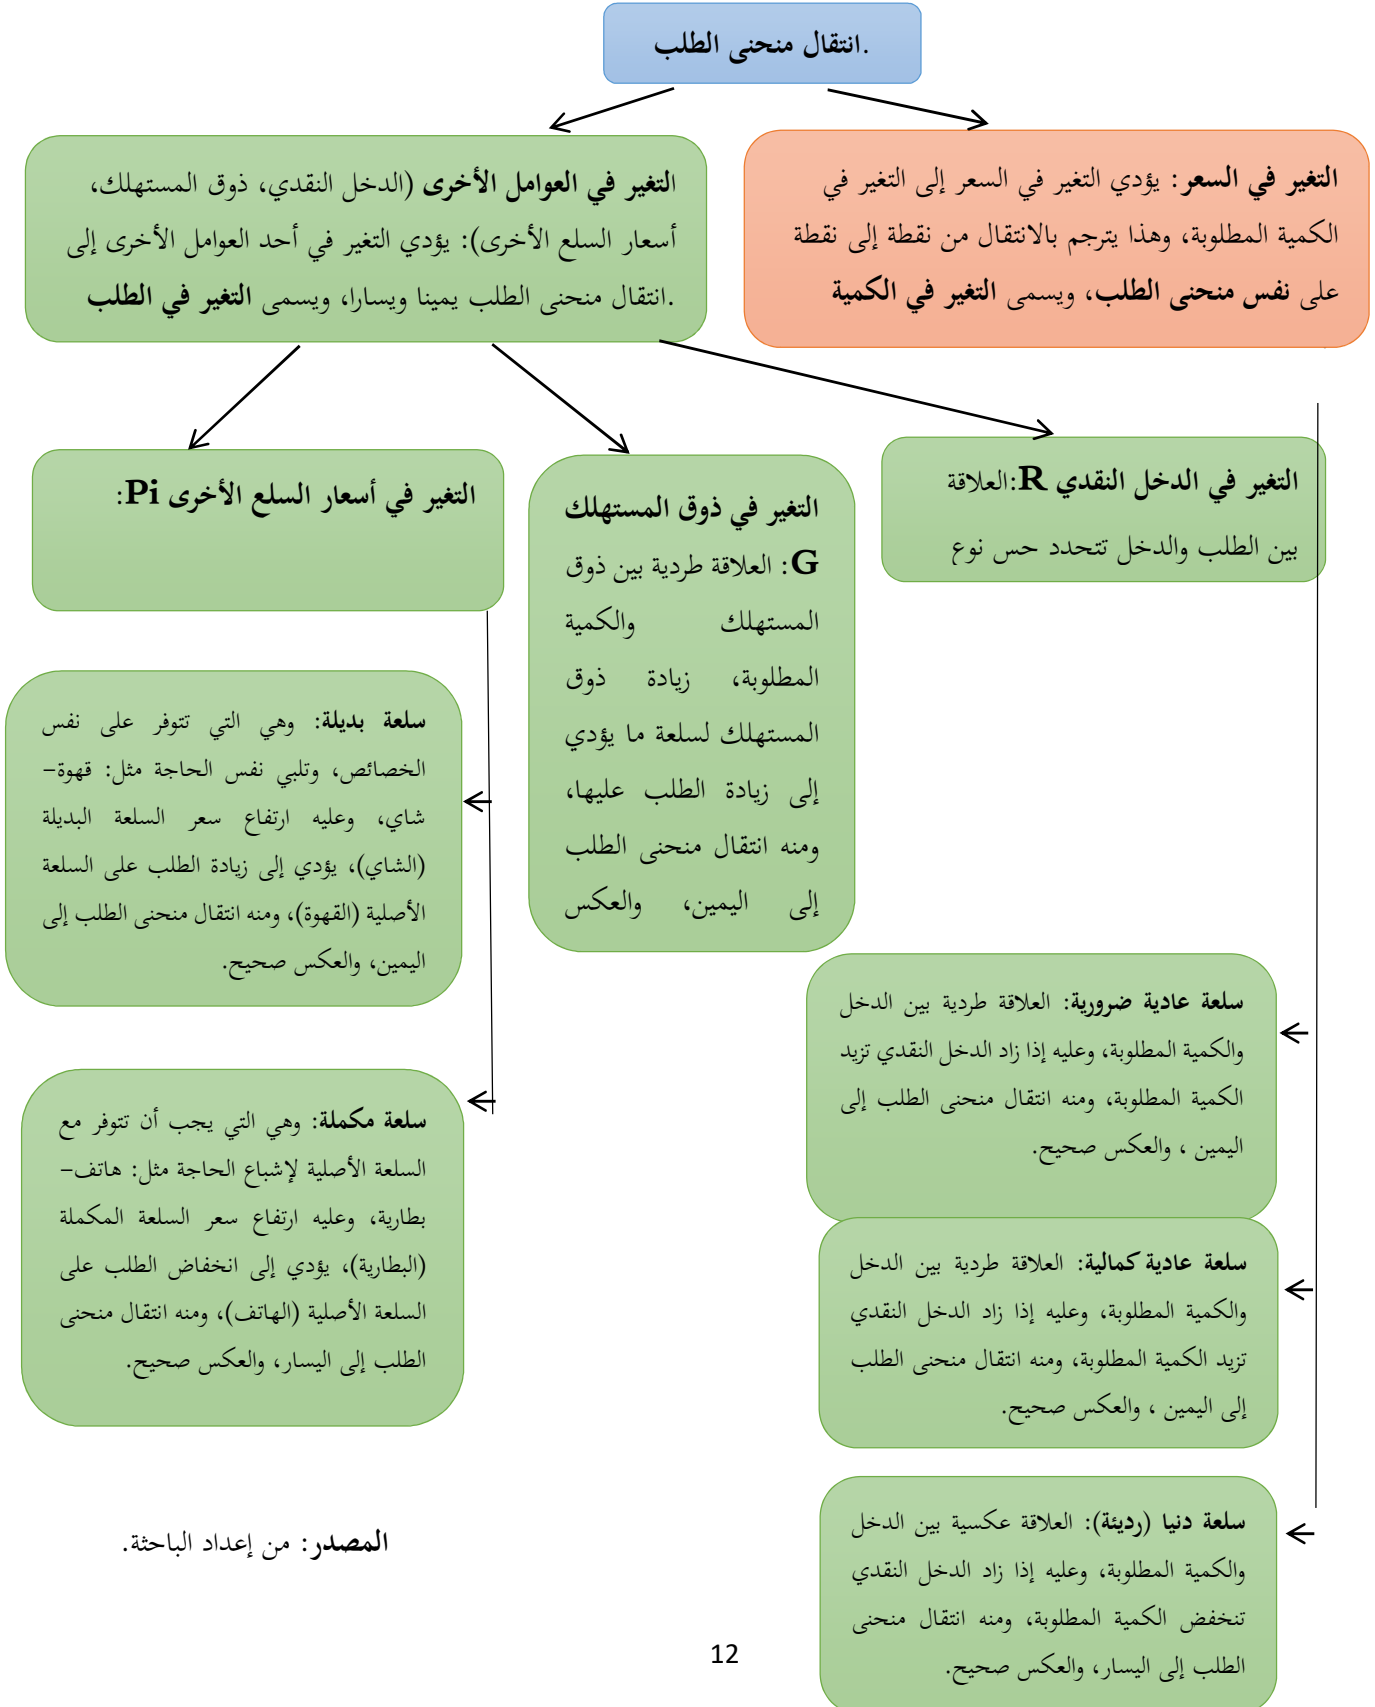 انتقال منحنى الطلب.
التغير في السعر: يؤدي التغير في السعر إلى التغير في
الكمية المطلوبة، وهذا يترجم بالانتقال من نقطة إلى نقطة
على نفس منحنى الطلب، ويسمى التغير في الكمية
التغير في العوامل الأخرى (الدخل النقدي، ذوق المستهلك،
أسعار السلع الأخرى): يؤدي التغير في أحد العوامل الأخرى إلى
انتقال منحنى الطلب يمينا ويسارا، ويسمى التغير في الطلب.
التغير في الدخل النقدي R:العلاقة
بين الطلب والدخل تتحدد حس نوع
التغير في ذوق المستهلك
G: العلاقة طردية بين ذوق
المستهلك والكمية
المطلوبة، زيادة ذوق
المستهلك لسلعة ما يؤدي
إلى زيادة الطلب عليها،
ومنه انتقال منحنى الطلب
إلى اليمين، والعكس
التغير في أسعار السلع الأخرى Pi:
سلعة بديلة: وهي التي تتوفر على نفس
الخصائص، وتلبي نفس الحاجة مثل: قهوة-
شاي، وعليه ارتفاع سعر السلعة البديلة
(الشاي)، يؤدي إلى زيادة الطلب على السلعة
الأصلية (القهوة)، ومنه انتقال منحنى الطلب إلى
اليمين، والعكس صحيح.
سلعة مكملة: وهي التي يجب أن تتوفر مع
السلعة الأصلية لإشباع الحاجة مثل: هاتف-
بطارية، وعليه ارتفاع سعر السلعة المكملة
(البطارية)، يؤدي إلى انخفاض الطلب على
السلعة الأصلية (الهاتف)، ومنه انتقال منحنى
الطلب إلى اليسار، والعكس صحيح.
سلعة عادية ضرورية: العلاقة طردية بين الدخل
والكمية المطلوبة، وعليه إذا زاد الدخل النقدي تزيد
الكمية المطلوبة، ومنه انتقال منحنى الطلب إلى
اليمين ، والعكس صحيح.
سلعة عادية كمالية: العلاقة طردية بين الدخل
والكمية المطلوبة، وعليه إذا زاد الدخل النقدي
تزيد الكمية المطلوبة، ومنه انتقال منحنى الطلب
إلى اليمين ، والعكس صحيح.
سلعة دنيا (رديئة): العلاقة عكسية بين الدخل
والكمية المطلوبة، وعليه إذا زاد الدخل النقدي
تنخفض الكمية المطلوبة، ومنه انتقال منحنى
الطلب إلى اليسار، والعكس صحيح.
المصدر: من إعداد الباحثة.
12